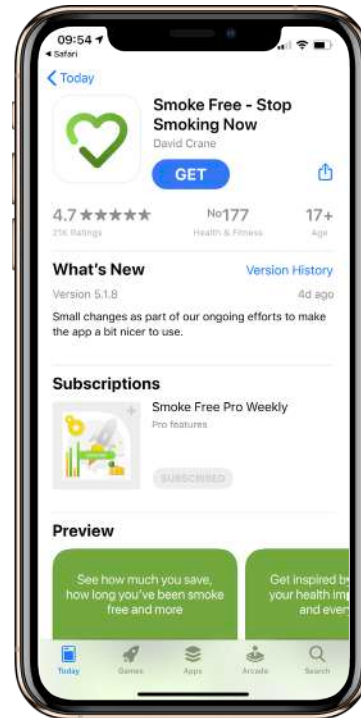 09:54
Safari
Today
Smoke Free - Stop
Smoking Now
David Crane
GET
4.7
No177
17+
21K Ratings
Health & Fitness
Age
What's New
Version History
Version 5.1.8
4d ago
Small changes as part of our ongoing efforts to make
the app a bit nicer to use.
Subscriptions
Smoke Free Pro Weekly
Pro features
SUBSCRIBED
Preview
See how much you save,
how long you've been smoke
free and more
Get inspired by
your health im
and ever
Today
Games
Apps
Arcade
Search